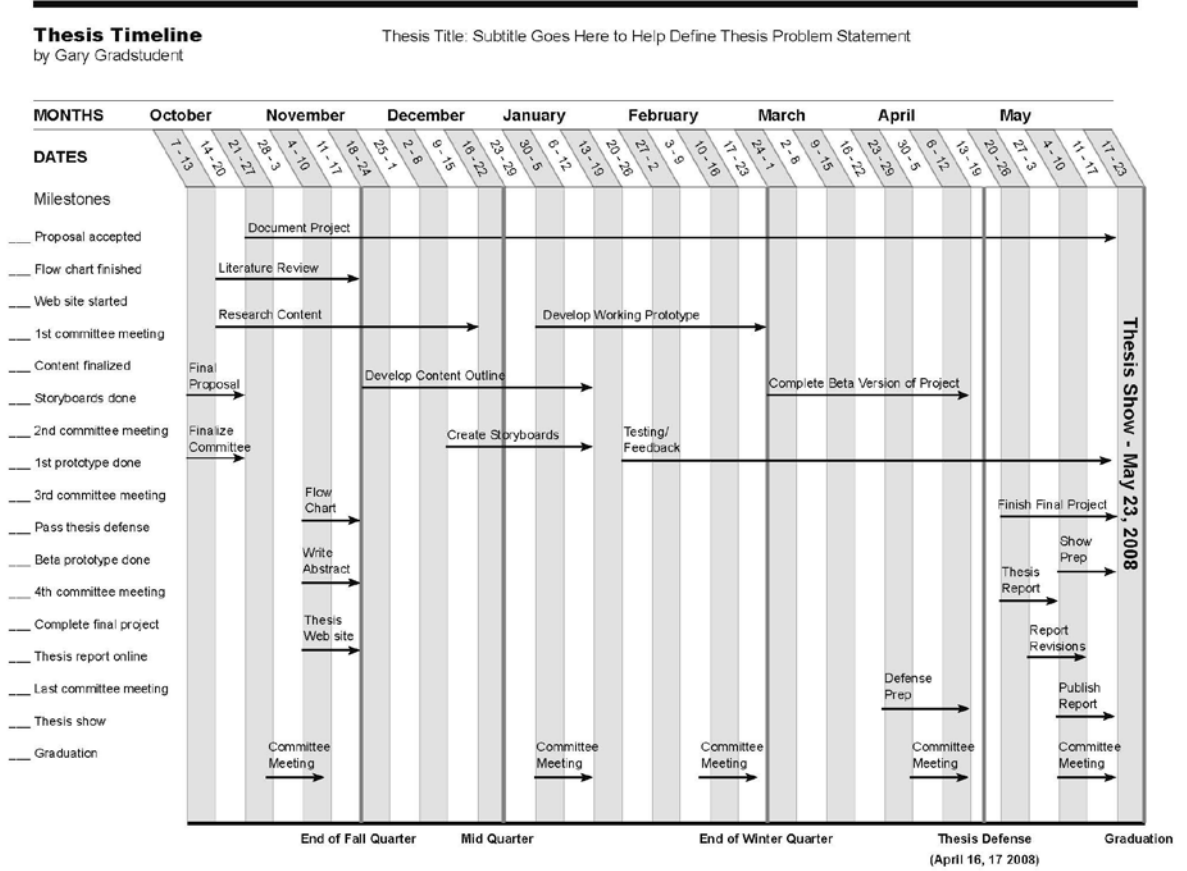 Thesis Timeline
by Gary Gradstudent
Thesis Title: Subtitle Goes Here to Help Define Thesis Problem Statement
MONTHS October November December January February March April May
DATES
7 - 13
14 - 20
21 - 27
28 - 3
4 - 10
11 - 17
18 - 24
25 - 1
2 - 8
9 - 15
16 - 22
23 - 29
30 - 5
6 - 12
13 - 19
20 - 26
27 - 2
3 - 9
10 - 16
17 - 23
24 - 1
2 - 8
9 - 15
16 - 22
23 - 29
30 - 5
6 - 12
13 - 19
20 - 26
27 - 3
4 - 10
11 - 17
17 - 23
Milestones
___ Proposal accepted
___ Flow chart finished
___ Web site started
___ 1st committee meeting
___ Content finalized
___ Storyboards done
___ 2nd committee meeting
___ 1st prototype done
___ 3rd committee meeting
___ Pass thesis defense
___ Beta prototype done
___ 4th committee meeting
___ Complete final project
___ Thesis report online
___ Last committee meeting
___ Thesis show
___ Graduation
Document Project
Literature Review
Research Content
Develop Working Prototype
Final
Proposal
Develop Content Outline
Complete Beta Version of Project
Finalize
Committee
Create Storyboards
Testing/
Feedback
Flow
Chart
Finish Final Project
Write
Abstract
Show
Prep
Thesis
Report
Thesis
Web site
Report
Revisions
Defense
Prep
Publish
Report
Committee
Meeting
Committee
Meeting
Committee
Meeting
Committee
Meeting
Committee
Meeting
Thesis Show - May 23, 2008
End of Fall Quarter
Mid Quarter
End of Winter Quarter
Thesis Defense
(April 16, 17 2008)
Graduation